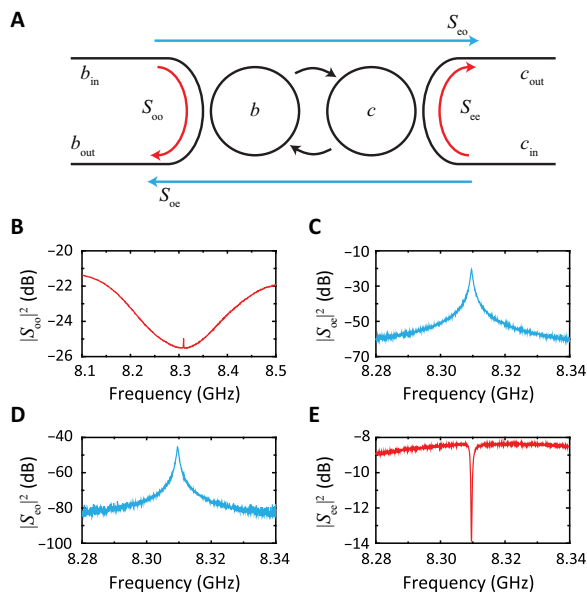 A
S_eo
b_in
c_out
S_oo
b
c
S_ee
b_out
c_in
S_oe
B
C
−20
−22
−24
−26
|S_oo|² (dB)
8.1 8.2 8.3 8.4 8.5
Frequency (GHz)
−10
−30
−50
−70
|S_oe|² (dB)
8.28 8.30 8.32 8.34
Frequency (GHz)
D
E
−40
−60
−80
−100
|S_eo|² (dB)
8.28 8.30 8.32 8.34
Frequency (GHz)
−8
−10
−12
−14
|S_ee|² (dB)
8.28 8.30 8.32 8.34
Frequency (GHz)